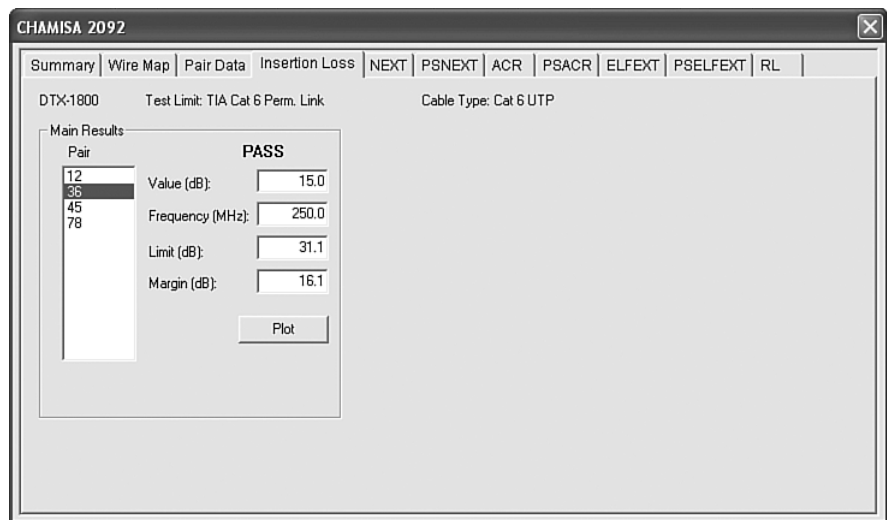 CHAMISA 2092
Summary Wire Map Pair Data Insertion Loss NEXT PSNEXT ACR PSACR ELFEXT PSELFEXT RL
DTX-1800 Test Limit: TIA Cat 6 Perm. Link Cable Type: Cat 6 UTP
Main Results
Pair PASS
12
36
45
78
Value (dB): 15.0
Frequency (MHz): 250.0
Limit (dB): 31.1
Margin (dB): 16.1
Plot